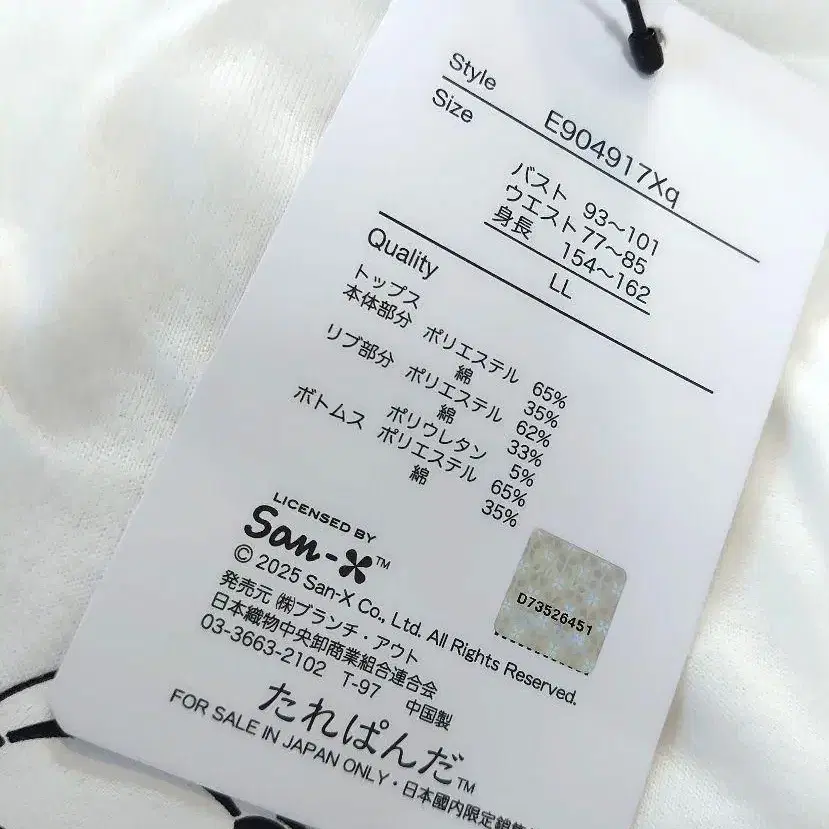 Style E904917Xq
Size
バスト 93～101
ウエスト 77～85
身長 154～162
LL
Quality
トップス
本体部分 ポリエステル 65%
綿 35%
リブ部分 ポリエステル 62%
綿 33%
ポリウレタン 5%
ボトムス ポリエステル 65%
綿 35%
LICENSED BY
San-X™
© 2025 San-X Co., Ltd. All Rights Reserved.
発売元 ㈱ブランチ・アウト
日本織物中央卸商業組合連合会
03-3663-2102 T-97 中国製
D73526451
たれぱんだ™
FOR SALE IN JAPAN ONLY・日本國内限定銷售